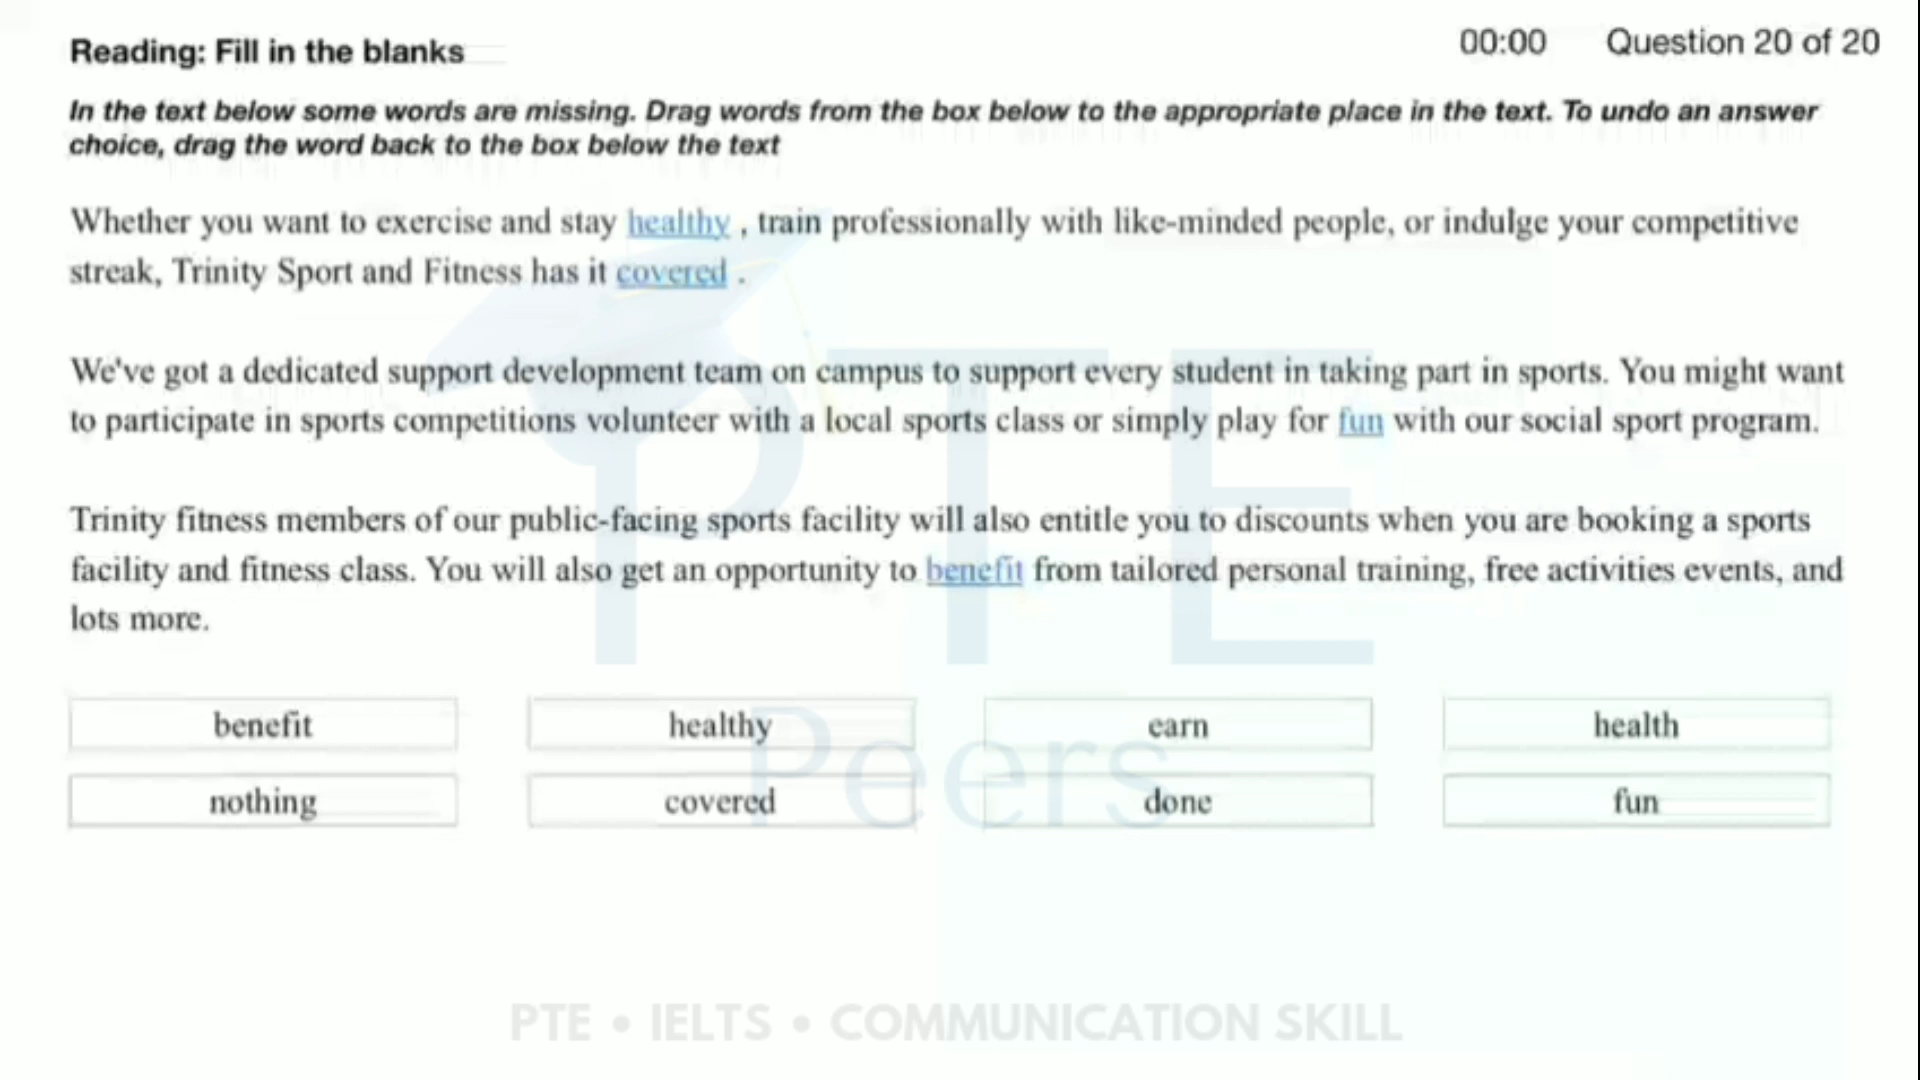 Reading: Fill in the blanks
00:00 Question 20 of 20
In the text below some words are missing. Drag words from the box below to the appropriate place in the text. To undo an answer
choice, drag the word back to the box below the text
Whether you want to exercise and stay healthy , train professionally with like-minded people, or indulge your competitive
streak, Trinity Sport and Fitness has it covered .
We've got a dedicated support development team on campus to support every student in taking part in sports. You might want
to participate in sports competitions volunteer with a local sports class or simply play for fun with our social sport program.
Trinity fitness members of our public-facing sports facility will also entitle you to discounts when you are booking a sports
facility and fitness class. You will also get an opportunity to benefit from tailored personal training, free activities events, and
lots more.
benefit healthy earn health
nothing covered done fun
PTE
Peers
PTE • IELTS • COMMUNICATION SKILL